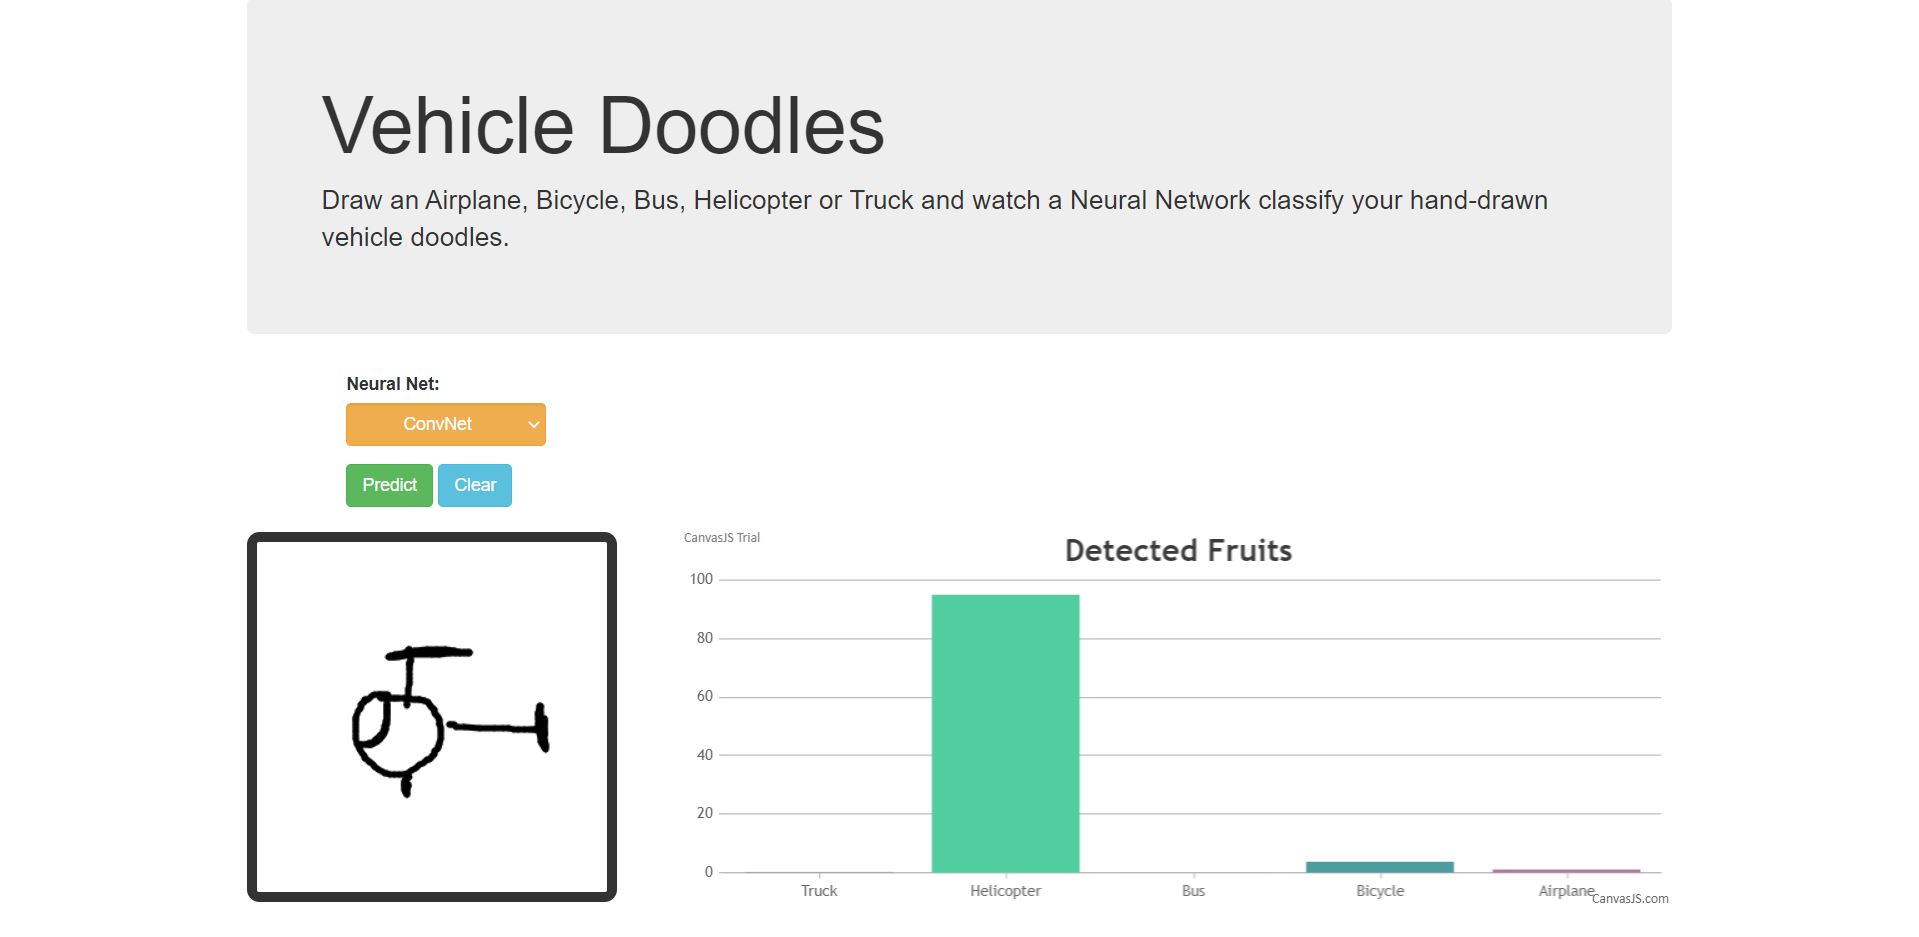 Vehicle Doodles
Draw an Airplane, Bicycle, Bus, Helicopter or Truck and watch a Neural Network classify your hand-drawn
vehicle doodles.
Neural Net:
ConvNet
Predict Clear
CanvasJS Trial
Detected Fruits
100
80
60
40
20
0
Truck Helicopter Bus Bicycle Airplane
CanvasJS.com